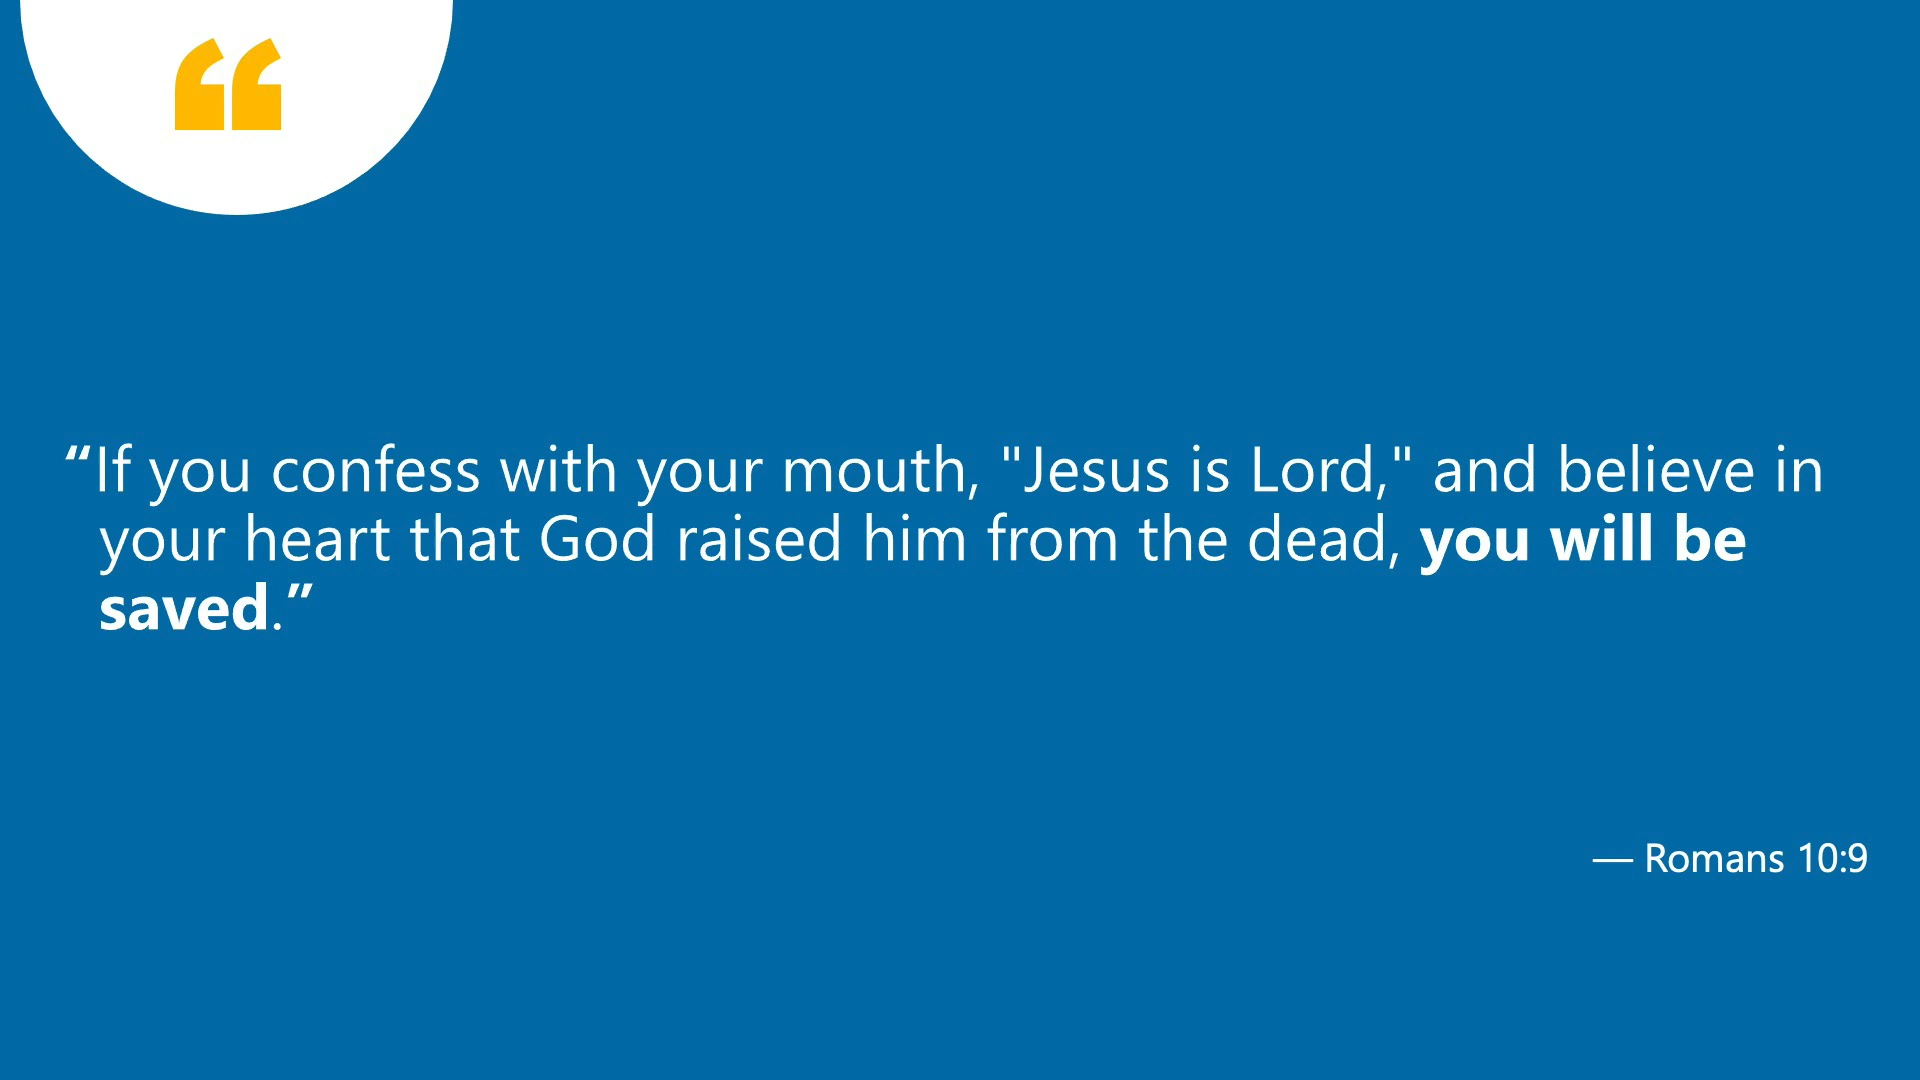 “
“If you confess with your mouth, "Jesus is Lord," and believe in
your heart that God raised him from the dead, you will be
saved.”
— Romans 10:9